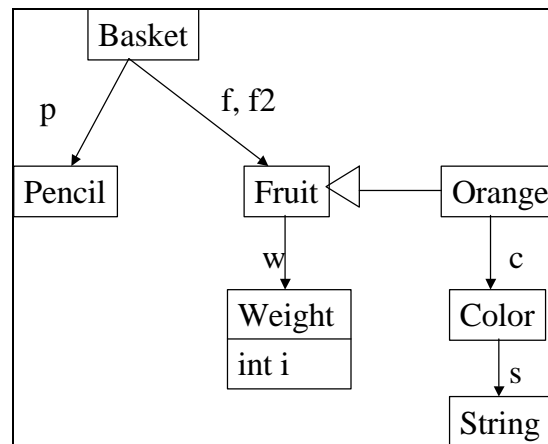 Basket
p
f, f2
Pencil
Fruit
Orange
w
c
Weight
Color
int i
s
String